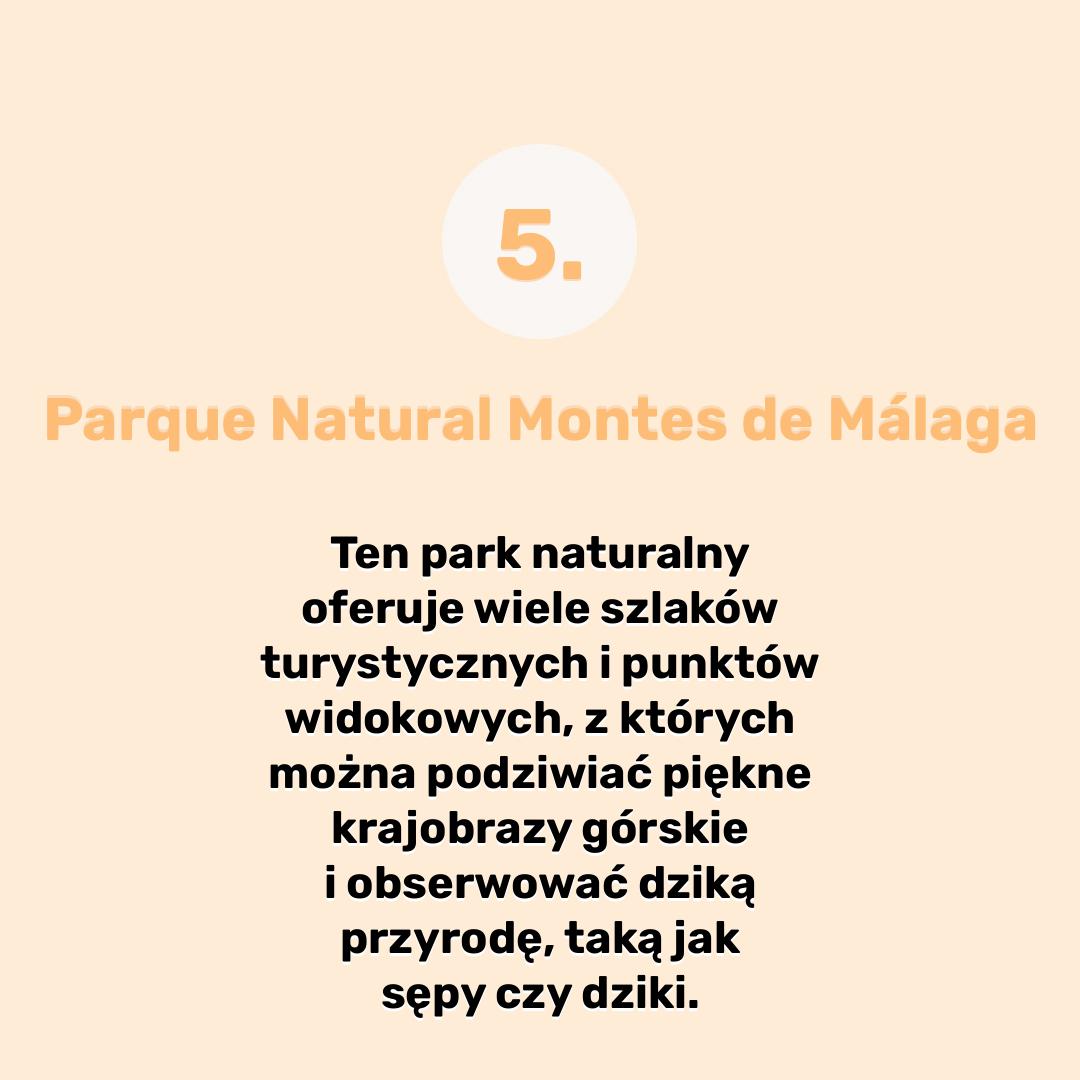 5.
Parque Natural Montes de Málaga
Ten park naturalny
oferuje wiele szlaków
turystycznych i punktów
widokowych, z których
można podziwiać piękne
krajobrazy górskie
i obserwować dziką
przyrodę, taką jak
sępy czy dziki.